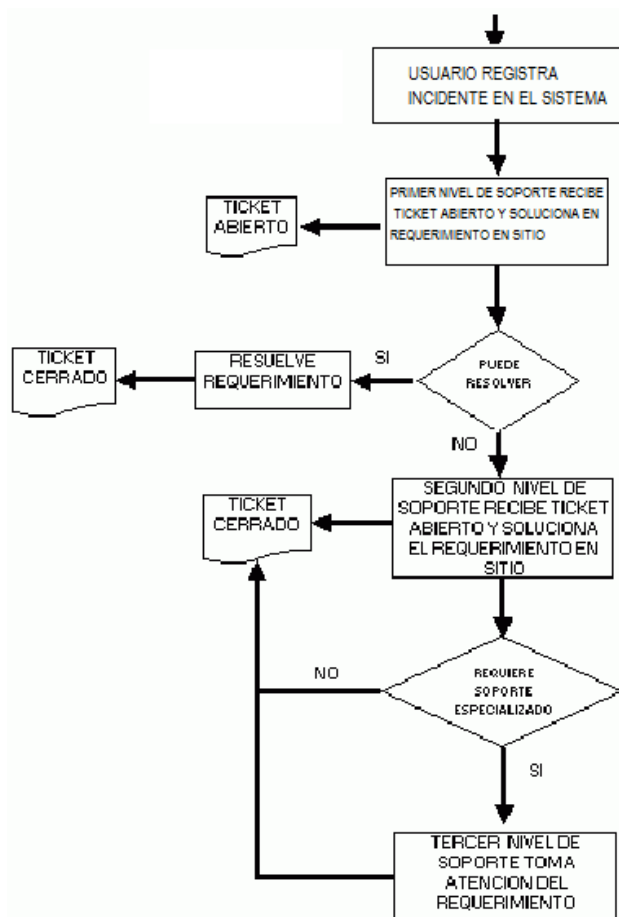 USUARIO REGISTRA
INCIDENTE EN EL SISTEMA
PRIMER NIVEL DE SOPORTE RECIBE
TICKET ABIERTO Y SOLUCIONA EN
REQUERIMIENTO EN SITIO
TICKET
ABIERTO
PUEDE
RESOLVER
SI
RESUELVE
REQUERIMIENTO
TICKET
CERRADO
NO
SEGUNDO NIVEL DE
SOPORTE RECIBE TICKET
ABIERTO Y SOLUCIONA
EL REQUERIMIENTO EN
SITIO
TICKET
CERRADO
REQUIERE
SOPORTE
ESPECIALIZADO
NO
SI
TERCER NIVEL DE
SOPORTE TOMA
ATENCION DEL
REQUERIMIENTO